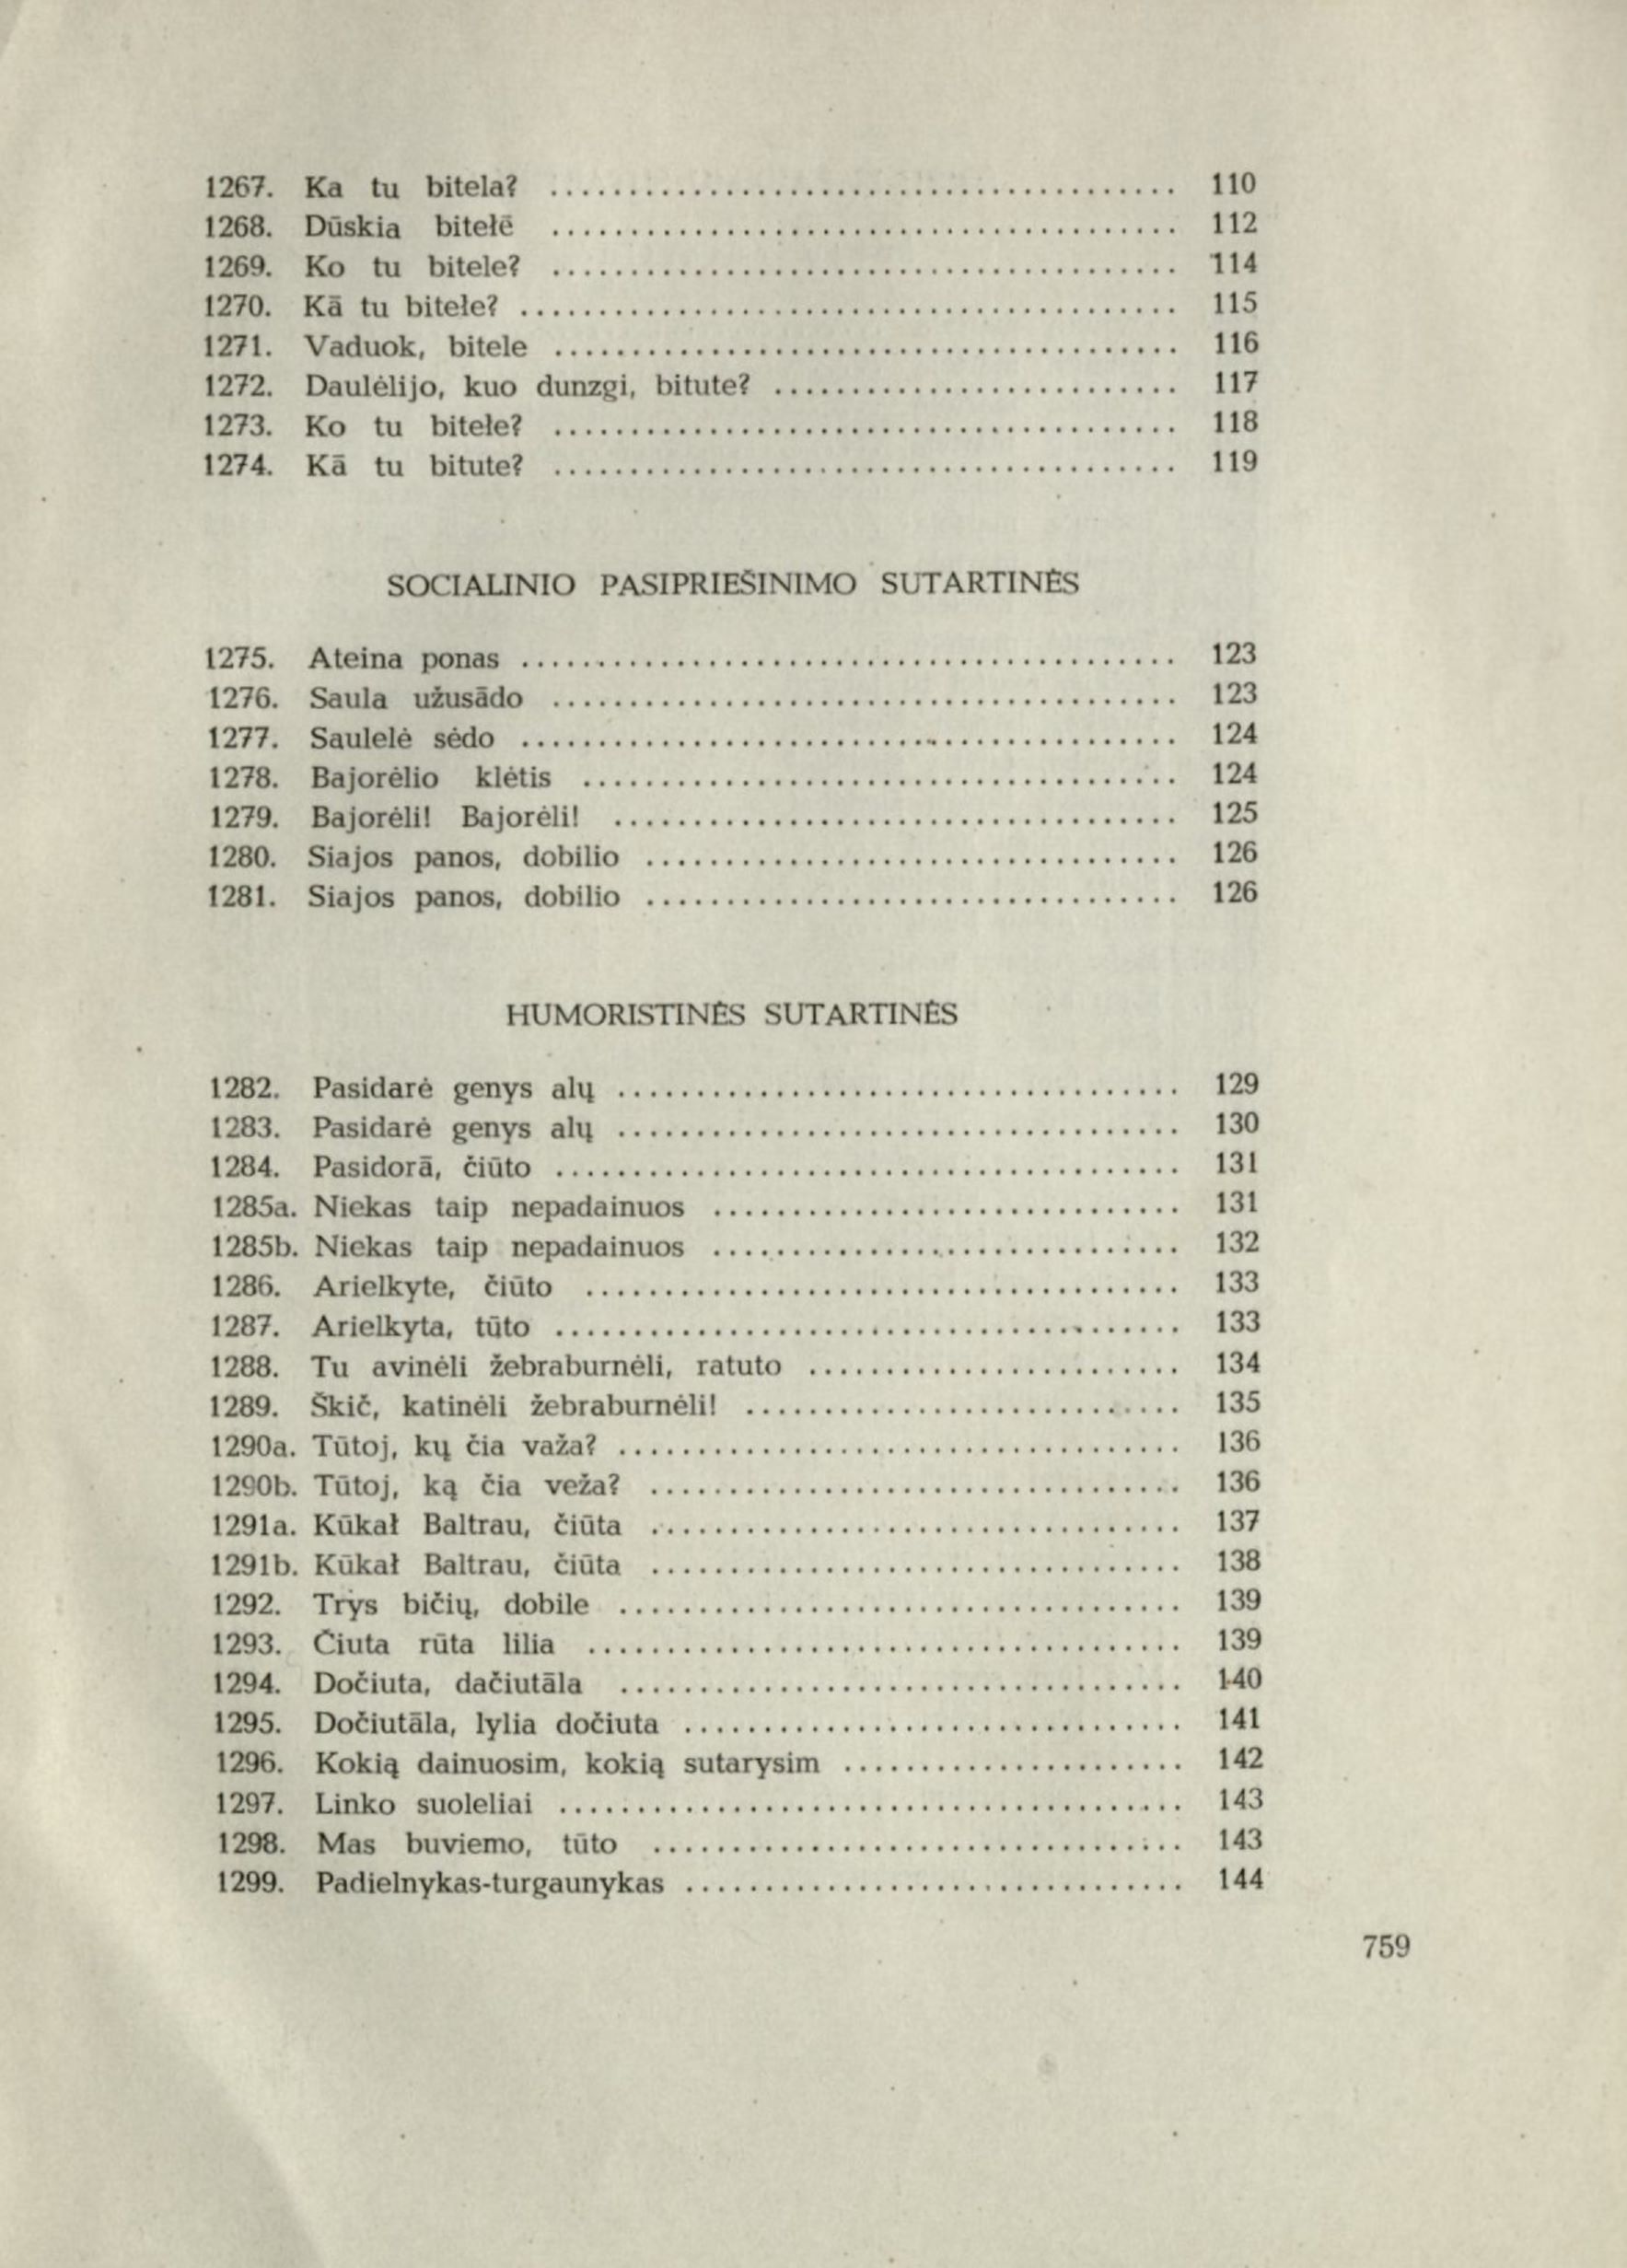 1267. Ka tu bitela? ........................................ 110
1268. Dūskia bitełē ........................................ 112
1269. Ko tu bitele? ........................................ 114
1270. Kā tu bitełe? .......................................... 115
1271. Vaduok, bitele ........................................ 116
1272. Daulėlijo, kuo dunzgi, bitute? .......................... 117
1273. Ko tu bitełe? ........................................ 118
1274. Kā tu bitute? ........................................ 119
SOCIALINIO PASIPRIEŠINIMO SUTARTINĖS
1275. Ateina ponas .......................................... 123
1276. Saula užusādo ........................................ 123
1277. Saulelė sėdo .......................................... 124
1278. Bajorėlio klėtis ...................................... 124
1279. Bajorėli! Bajorėli! .................................... 125
1280. Siajos panos, dobilio .................................. 126
1281. Siajos panos, dobilio .................................. 126
HUMORISTINĖS SUTARTINĖS
1282. Pasidarė genys alų .................................... 129
1283. Pasidarė genys alų .................................... 130
1284. Pasidorā, čiūto ........................................ 131
1285a. Niekas taip nepadainuos .............................. 131
1285b. Niekas taip nepadainuos .............................. 132
1286. Arielkyte, čiūto ...................................... 133
1287. Arielkyta, tūto ........................................ 133
1288. Tu avinėli žebraburnėli, ratuto ........................ 134
1289. Škič, katinėli žebraburnėli! ............................ 135
1290a. Tūtoj, kų čia važa? .................................... 136
1290b. Tūtoj, ką čia veža? .................................. 136
1291a. Kūkał Baltrau, čiūta .................................. 137
1291b. Kūkał Baltrau, čiūta .................................. 138
1292. Trys bičių, dobile .................................... 139
1293. Čiuta rūta lilia ...................................... 139
1294. Dočiuta, dačiutāla .................................... 140
1295. Dočiutāla, lylia dočiuta ................................ 141
1296. Kokią dainuosim, kokią sutarysim ...................... 142
1297. Linko suoleliai ........................................ 143
1298. Mas buviemo, tūto .................................. 143
1299. Padielnykas-turgaunykas ................................ 144
759